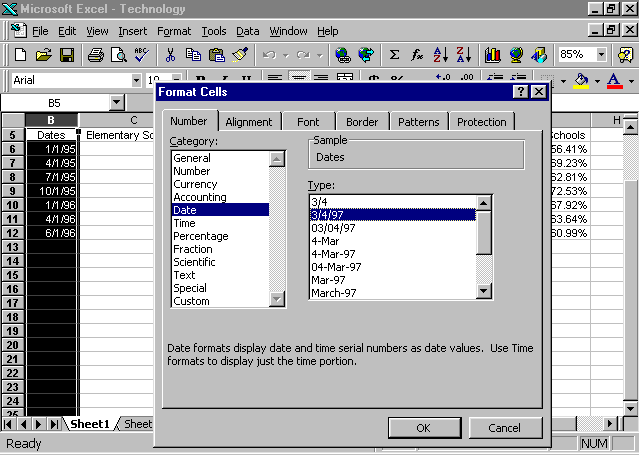 Microsoft Excel - Technology
File Edit View Insert Format Tools Data Window Help
85%
Arial
B5
Format Cells
Number Alignment Font Border Patterns Protection
Category:
General
Number
Currency
Accounting
Date
Time
Percentage
Fraction
Scientific
Text
Special
Custom
Sample
Dates
Type:
3/4
3/4/97
03/04/97
4-Mar
4-Mar-97
04-Mar-97
Mar-97
March-97
Date formats display date and time serial numbers as date values. Use Time
formats to display just the time portion.
OK Cancel
B C H
5 Dates Elementary Sc Schools
6 1/1/95 56.41%
7 4/1/95 69.23%
8 7/1/95 62.81%
9 10/1/95 72.53%
10 1/1/96 67.92%
11 4/1/96 63.64%
12 6/1/96 60.99%
13
14
15
16
17
18
19
20
21
22
23
24
Sheet1 Sheet
Ready NUM